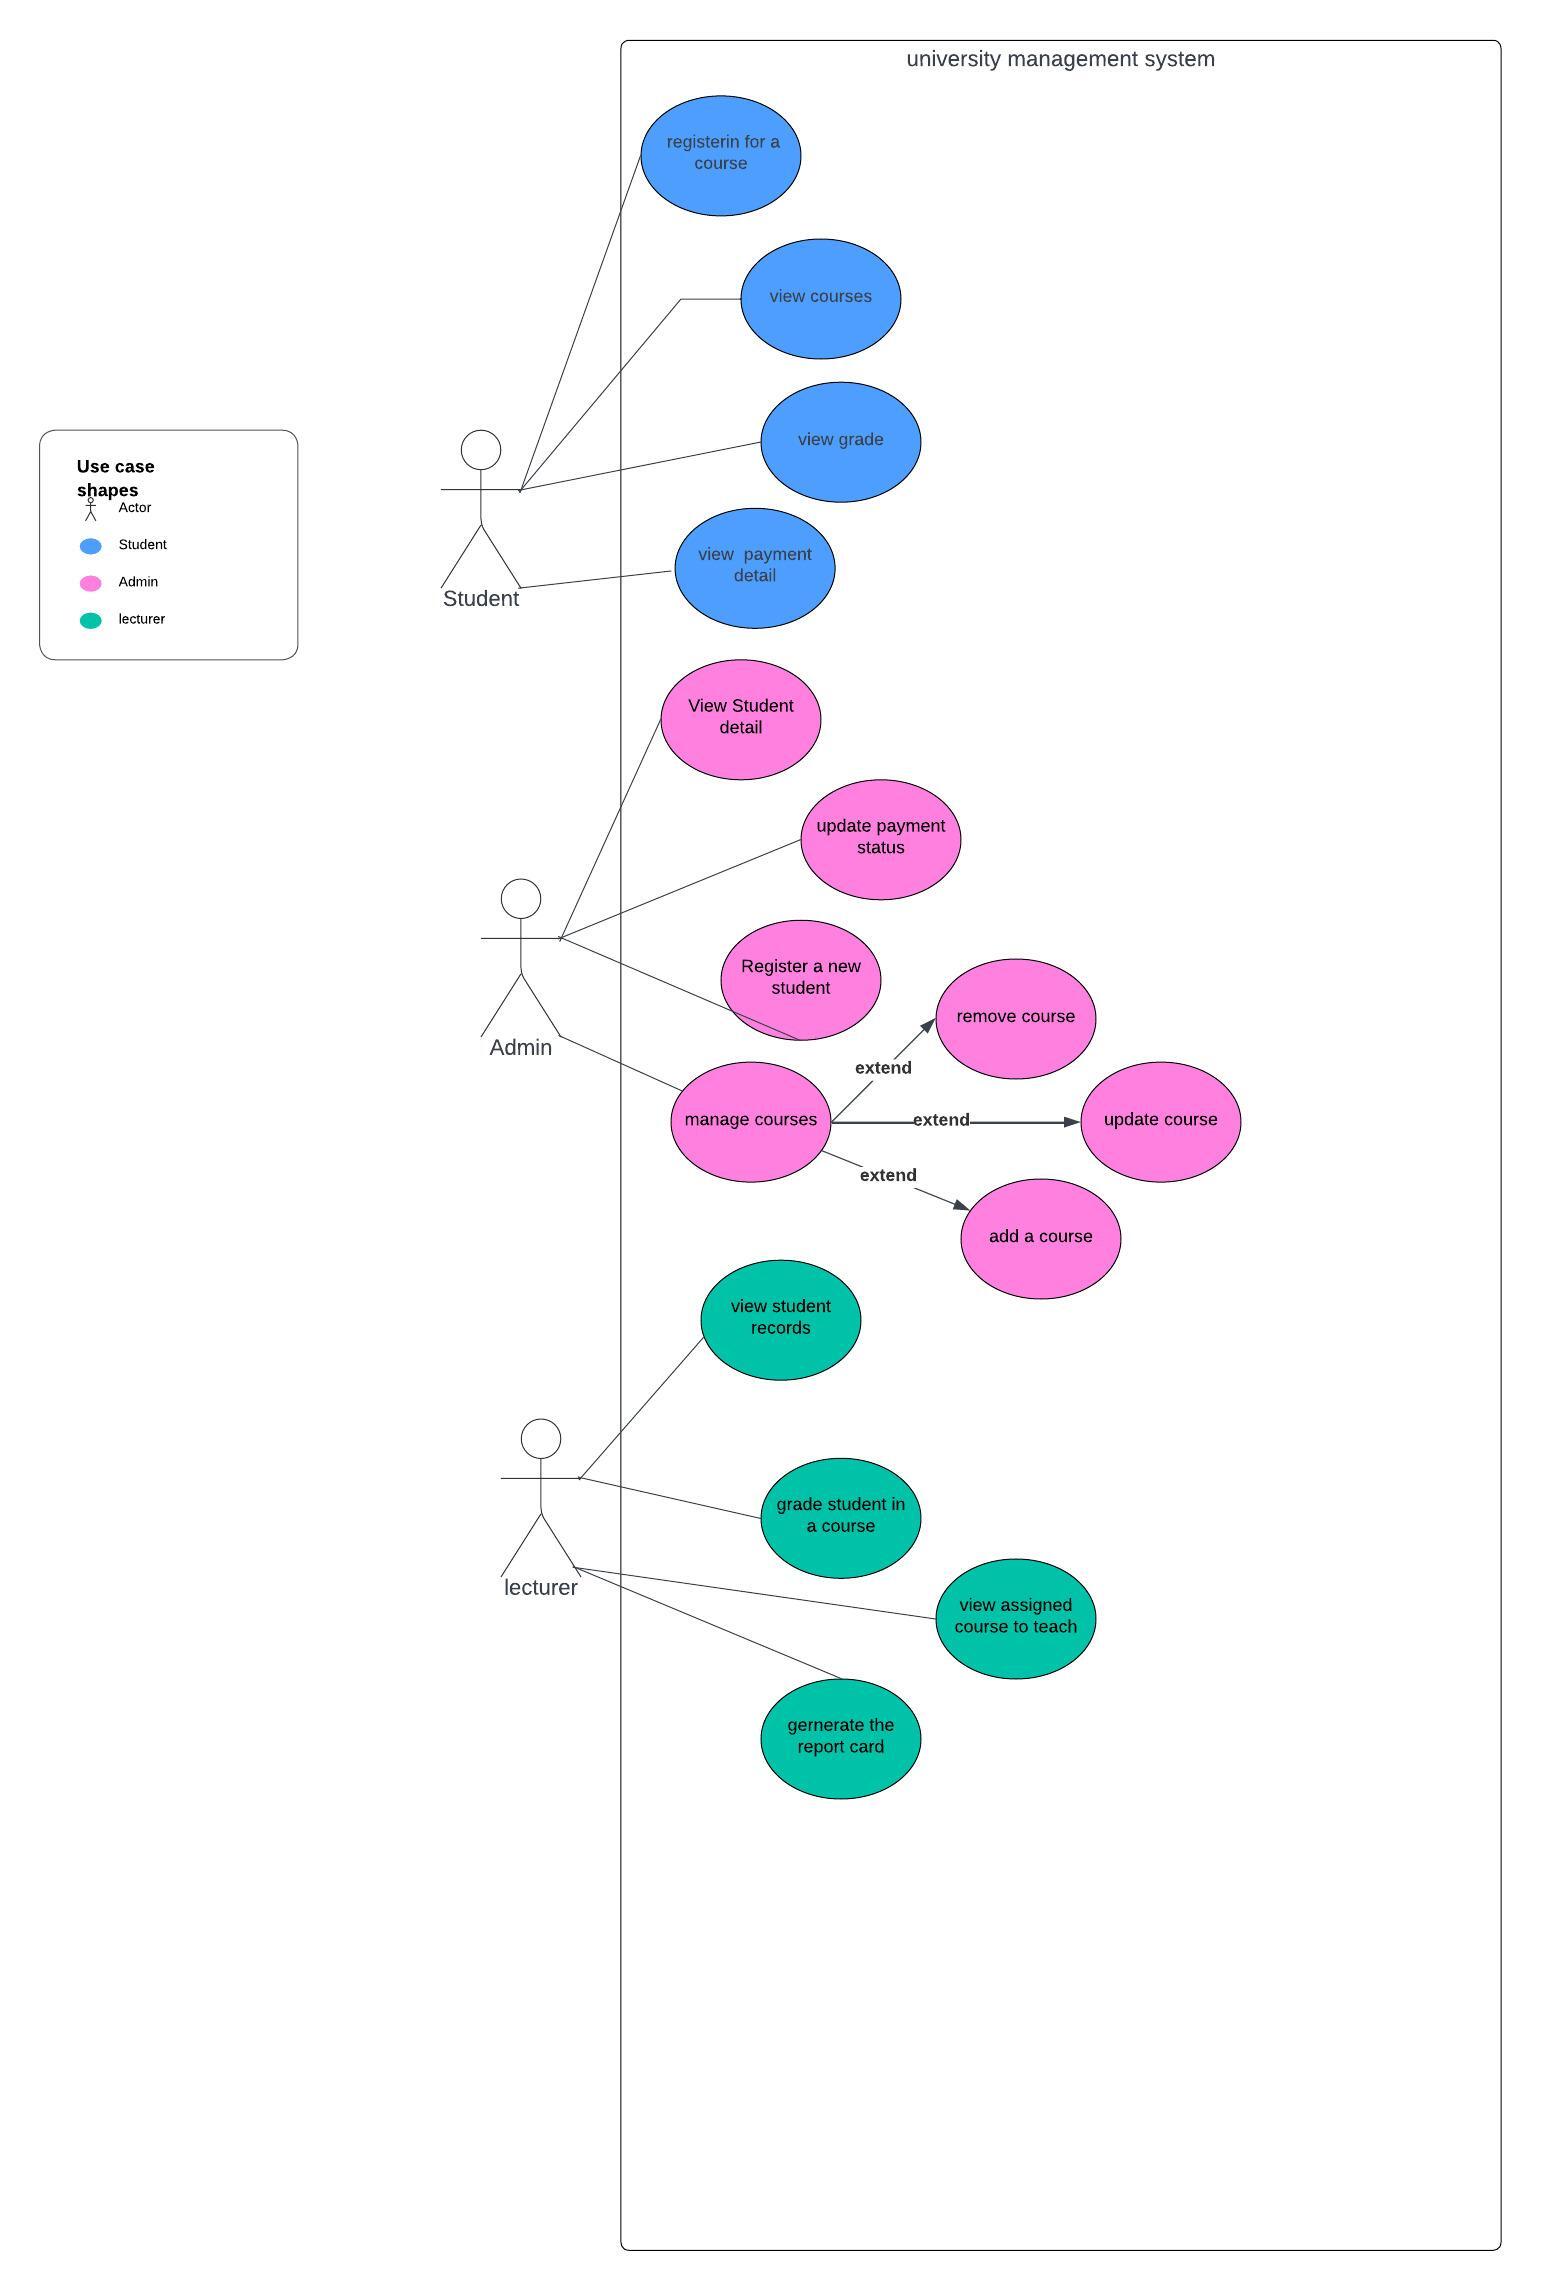 university management system
registerin for a
course
view courses
view grade
Use case
shapes
Actor
Student
Admin
lecturer
view  payment
detail
Student
View Student
detail
update payment
status
Register a new
student
Admin
remove course
extend
manage courses
extend
update course
extend
add a course
view student
records
grade student in
a course
lecturer
view assigned
course to teach
gernerate the
report card